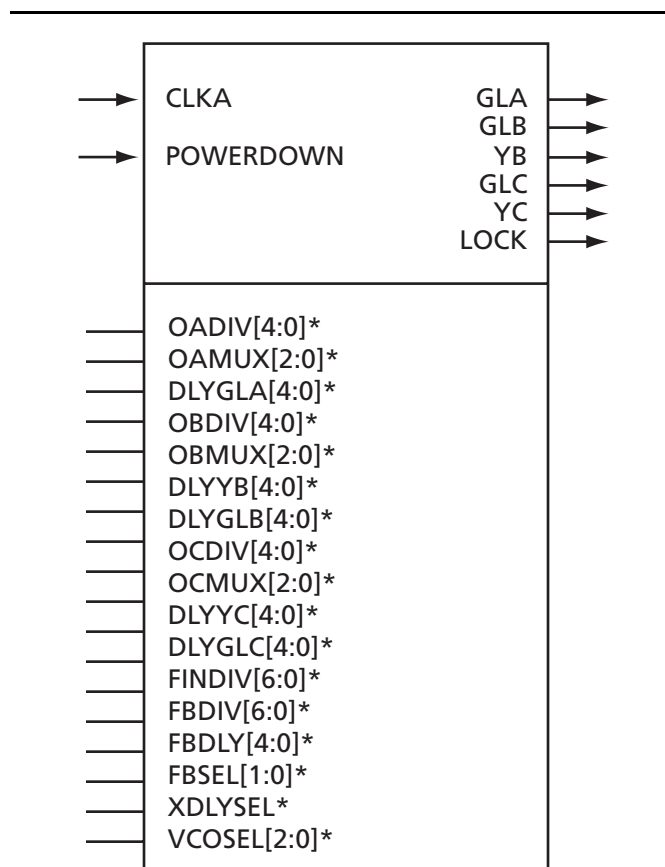 CLKA GLA
GLB
POWERDOWN YB
GLC
YC
LOCK
OADIV[4:0]*
OAMUX[2:0]*
DLYGLA[4:0]*
OBDIV[4:0]*
OBMUX[2:0]*
DLYYB[4:0]*
DLYGLB[4:0]*
OCDIV[4:0]*
OCMUX[2:0]*
DLYYC[4:0]*
DLYGLC[4:0]*
FINDIV[6:0]*
FBDIV[6:0]*
FBDLY[4:0]*
FBSEL[1:0]*
XDLYSEL*
VCOSEL[2:0]*